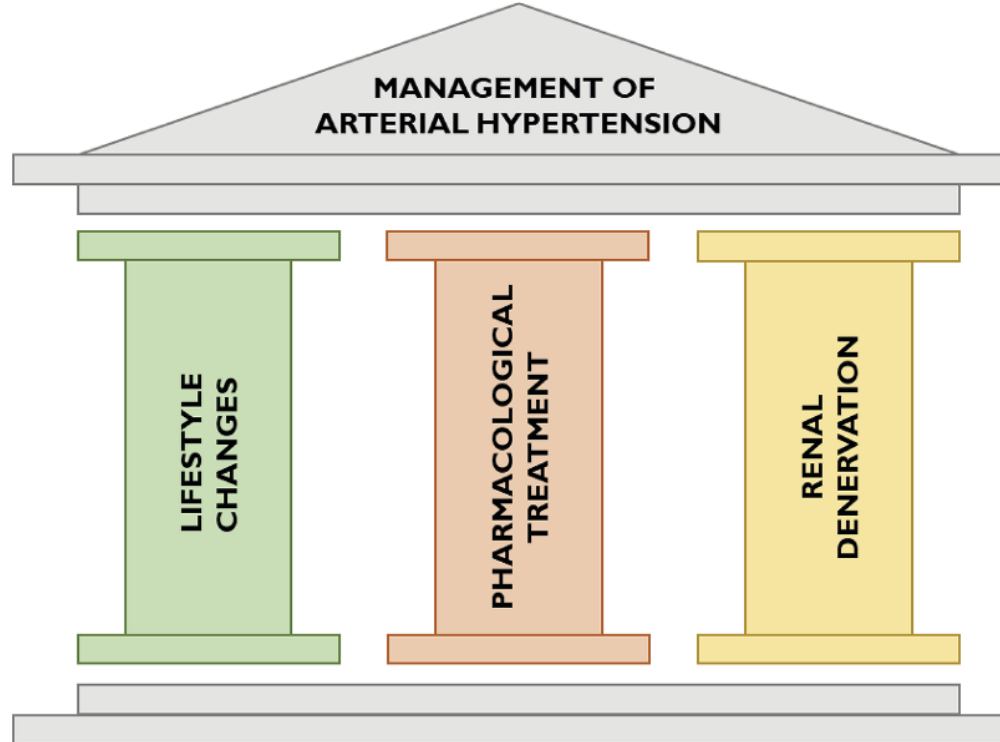 MANAGEMENT OF
ARTERIAL HYPERTENSION
LIFESTYLE
CHANGES
PHARMACOLOGICAL
TREATMENT
RENAL
DENERVATION